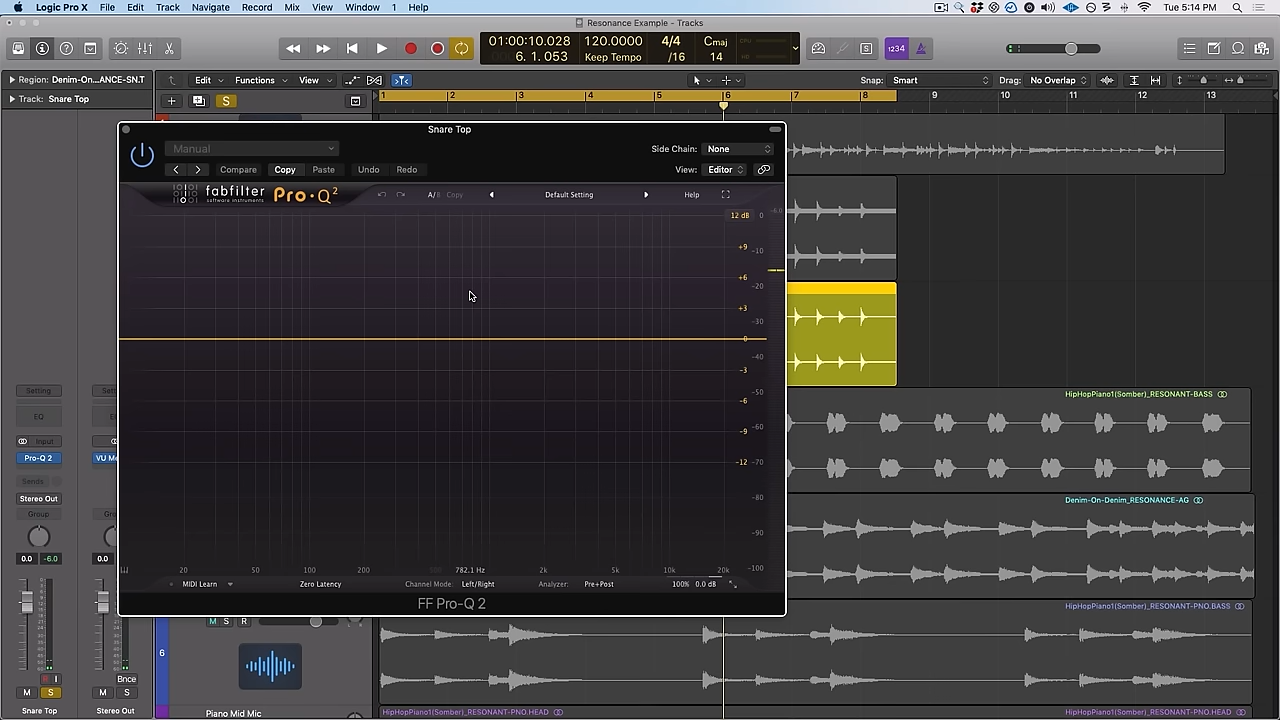 Logic Pro X File Edit Track Navigate Record Mix View Window 1 Help Tue 5:14 PM
Resonance Example - Tracks
01:00:10.028 120.0000 4/4 Cmaj CPU
6. 1. 053 Keep Tempo /16 14 HD
1234
Region: Denim-On...ANCE-SN.T Edit Functions View Snap: Smart Drag: No Overlap
Track: Snare Top S 1 2 3 4 5 6 7 8 9 10 11 12 13
Snare Top
Manual Side Chain: None
Compare Copy Paste Undo Redo View: Editor
fabfilter Pro·Q 2
software instruments
A/B Copy Default Setting Help
12 dB 0 -6.0
+9 -10
+6 -20
+3 -30
0 -40
-3 -50
-6 -60
-9 -70
-12 -80
-90
-100
20 50 100 200 782.1 Hz 2k 5k 10k 20k
MIDI Learn Zero Latency Channel Mode: Left/Right Analyzer: Pre+Post 100% 0.0 dB
FF Pro-Q 2
Setting
EQ
Input
Pro-Q 2
Sends
Stereo Out
Group
0.0 -6.0 0.0
R I Bnce
M S M S
Snare Top Stereo Out
M S R
6
Piano Mid Mic
HipHopPiano1(Somber)_RESONANT-BASS
Denim-On-Denim_RESONANCE-AG
HipHopPiano1(Somber)_RESONANT-PNO.BASS
HipHopPiano1(Somber)_RESONANT-PNO.HEAD HipHopPiano1(Somber)_RESONANT-PNO.HEAD